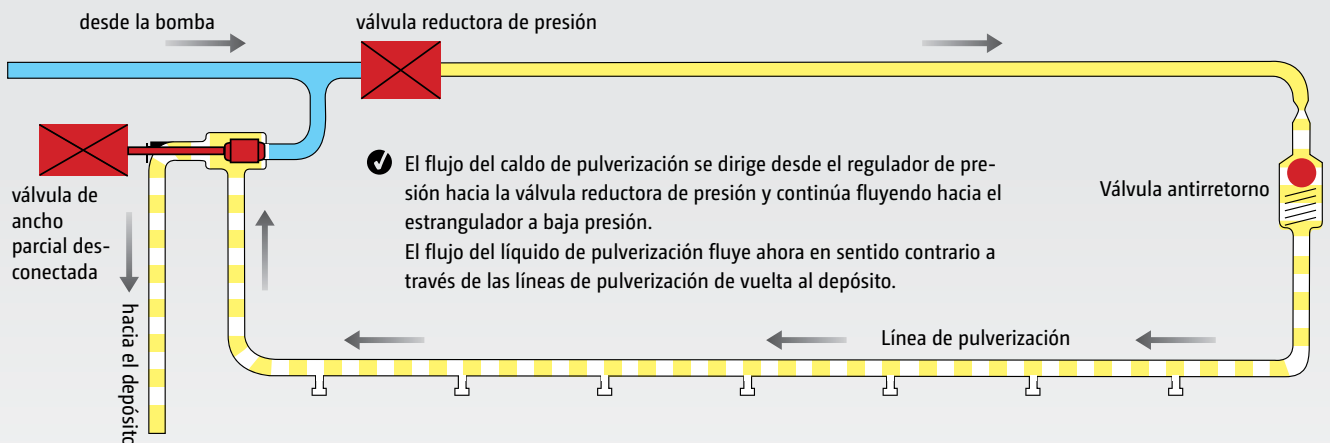 desde la bomba
válvula reductora de presión
El flujo del caldo de pulverización se dirige desde el regulador de pre-
sión hacia la válvula reductora de presión y continúa fluyendo hacia el
estrangulador a baja presión.
El flujo del líquido de pulverización fluye ahora en sentido contrario a
través de las líneas de pulverización de vuelta al depósito.
Válvula antirretorno
válvula de
ancho
parcial des-
conectada
hacia el depósito
Línea de pulverización